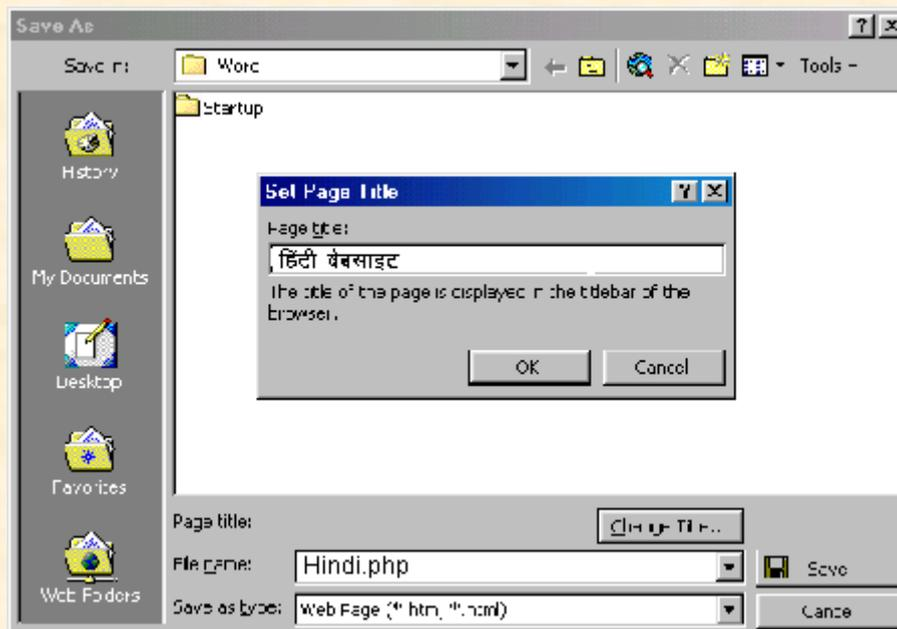 Save As
Save in:
Word
Tools
Startup
History
My Documents
Desktop
Favorites
Web Folders
Set Page Title
Page title:
हिंटी वेबसाइट
The title of the page is displayed in the titlebar of the
browser.
OK
Cancel
Page title:
Change Title...
File name:
Hindi.php
Save
Save as type:
Web Page (*.htm; *.html)
Cancel